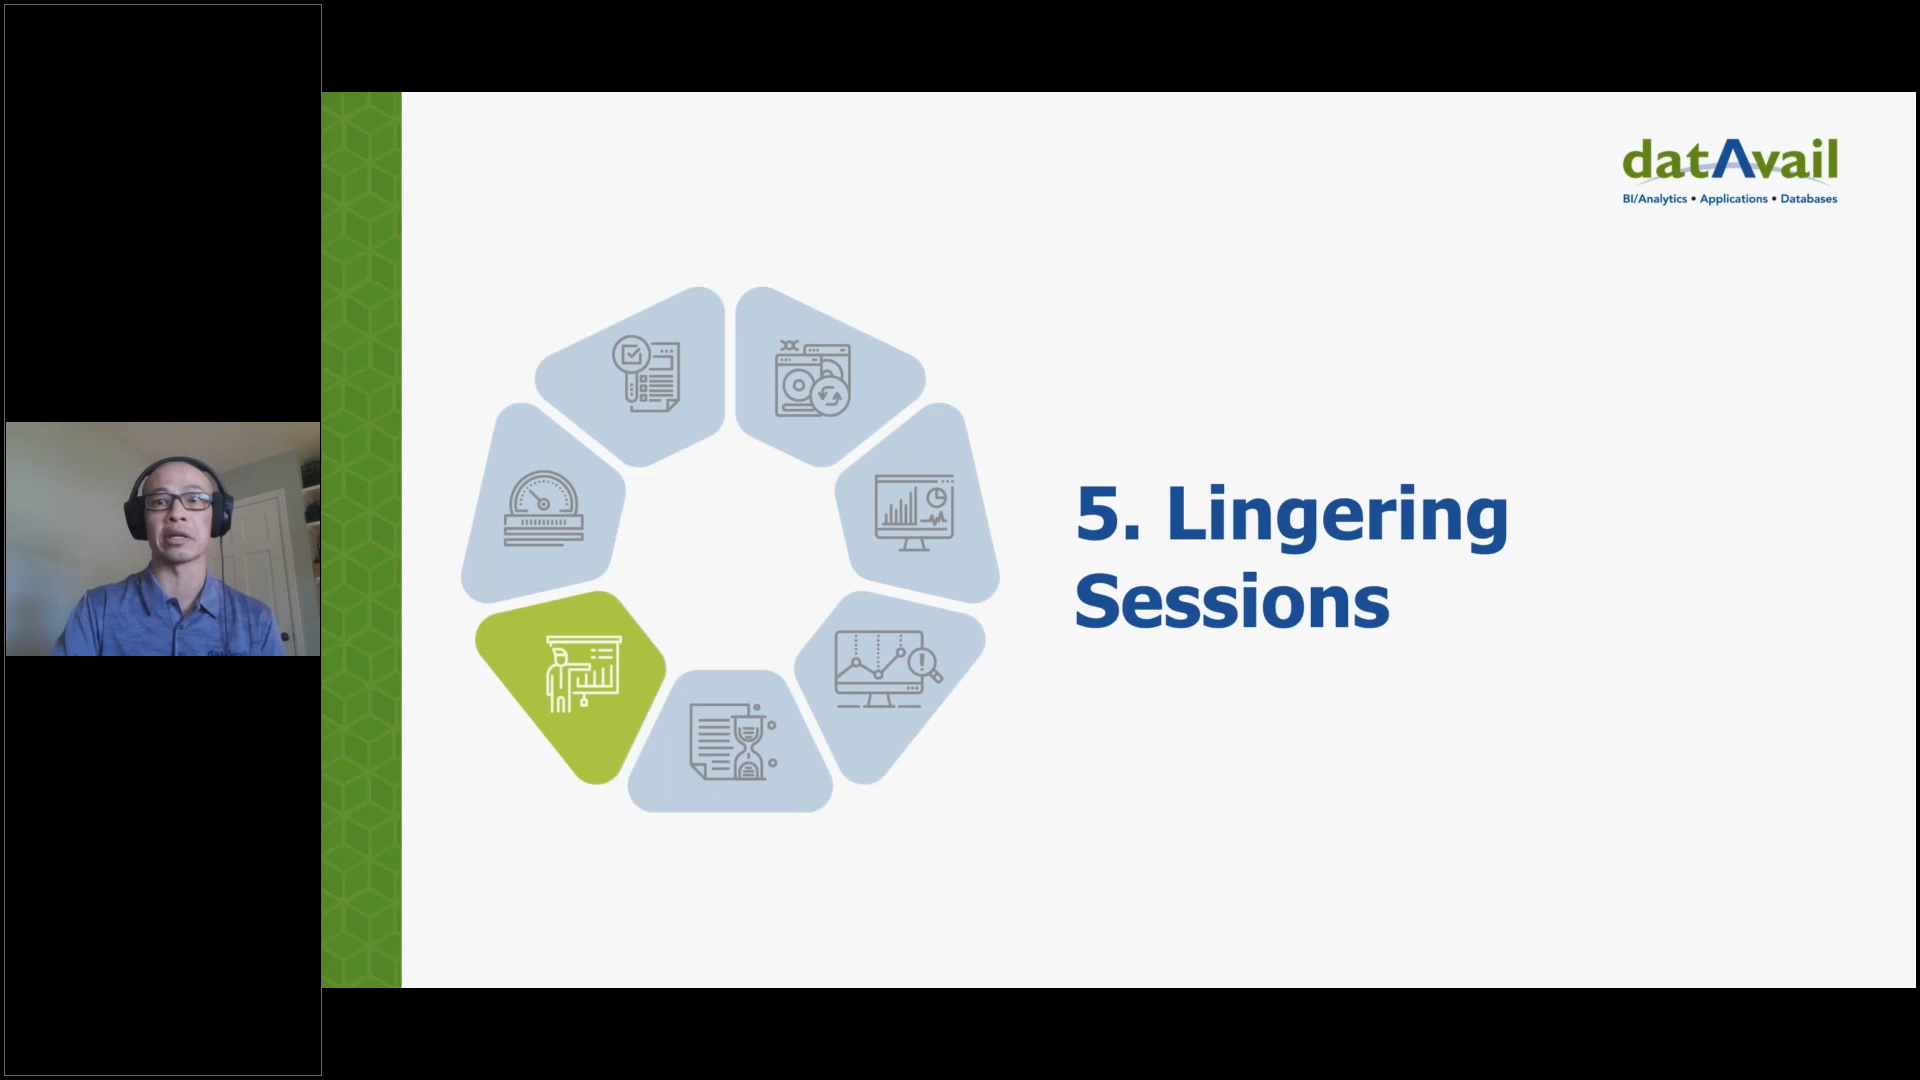 datAvail
BI/Analytics • Applications • Databases
5. Lingering
Sessions